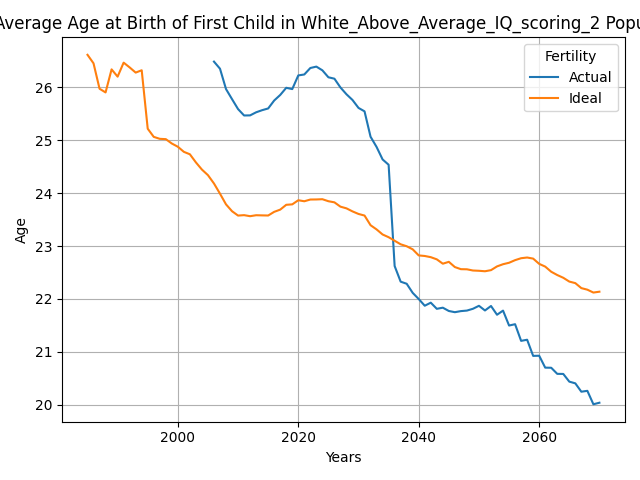 Average Age at Birth of First Child in White_Above_Average_IQ_scoring_2
Fertility
Actual
Ideal
26
25
24
23
22
21
20
Age
2000
2020
2040
2060
Years